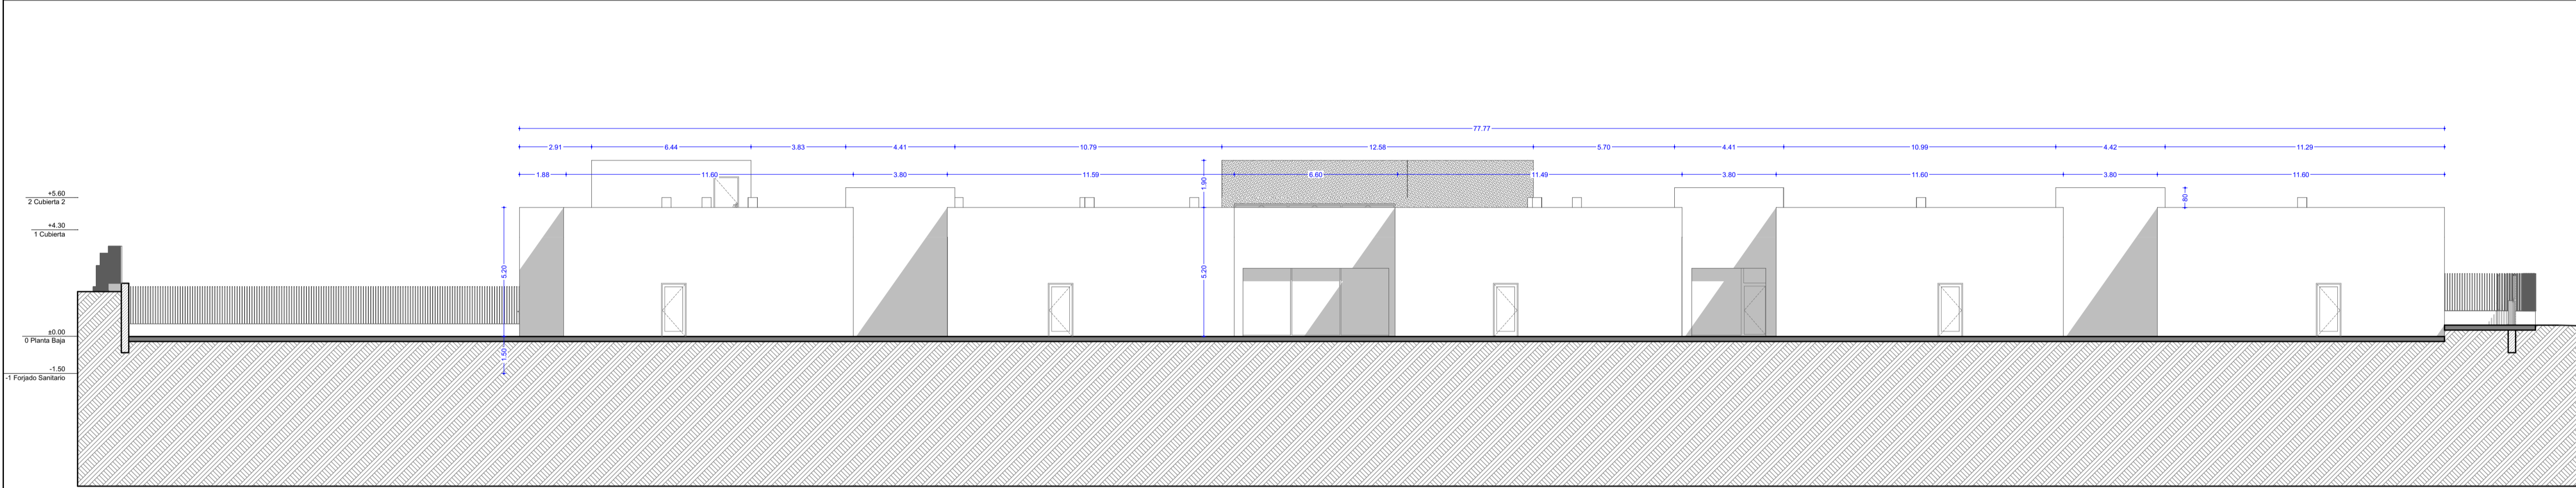 77.77
2.91 6.44 3.83 4.41 10.79 12.58 5.70 4.41 10.99 4.42 11.29
1.88 11.60 3.80 11.59 6.60 11.49 3.80 11.60 3.80 11.60
1.90
80
+5.60
2 Cubierta 2
+4.30
1 Cubierta
5.20
5.20
±0.00
0 Planta Baja
1.50
-1.50
-1 Forjado Sanitario